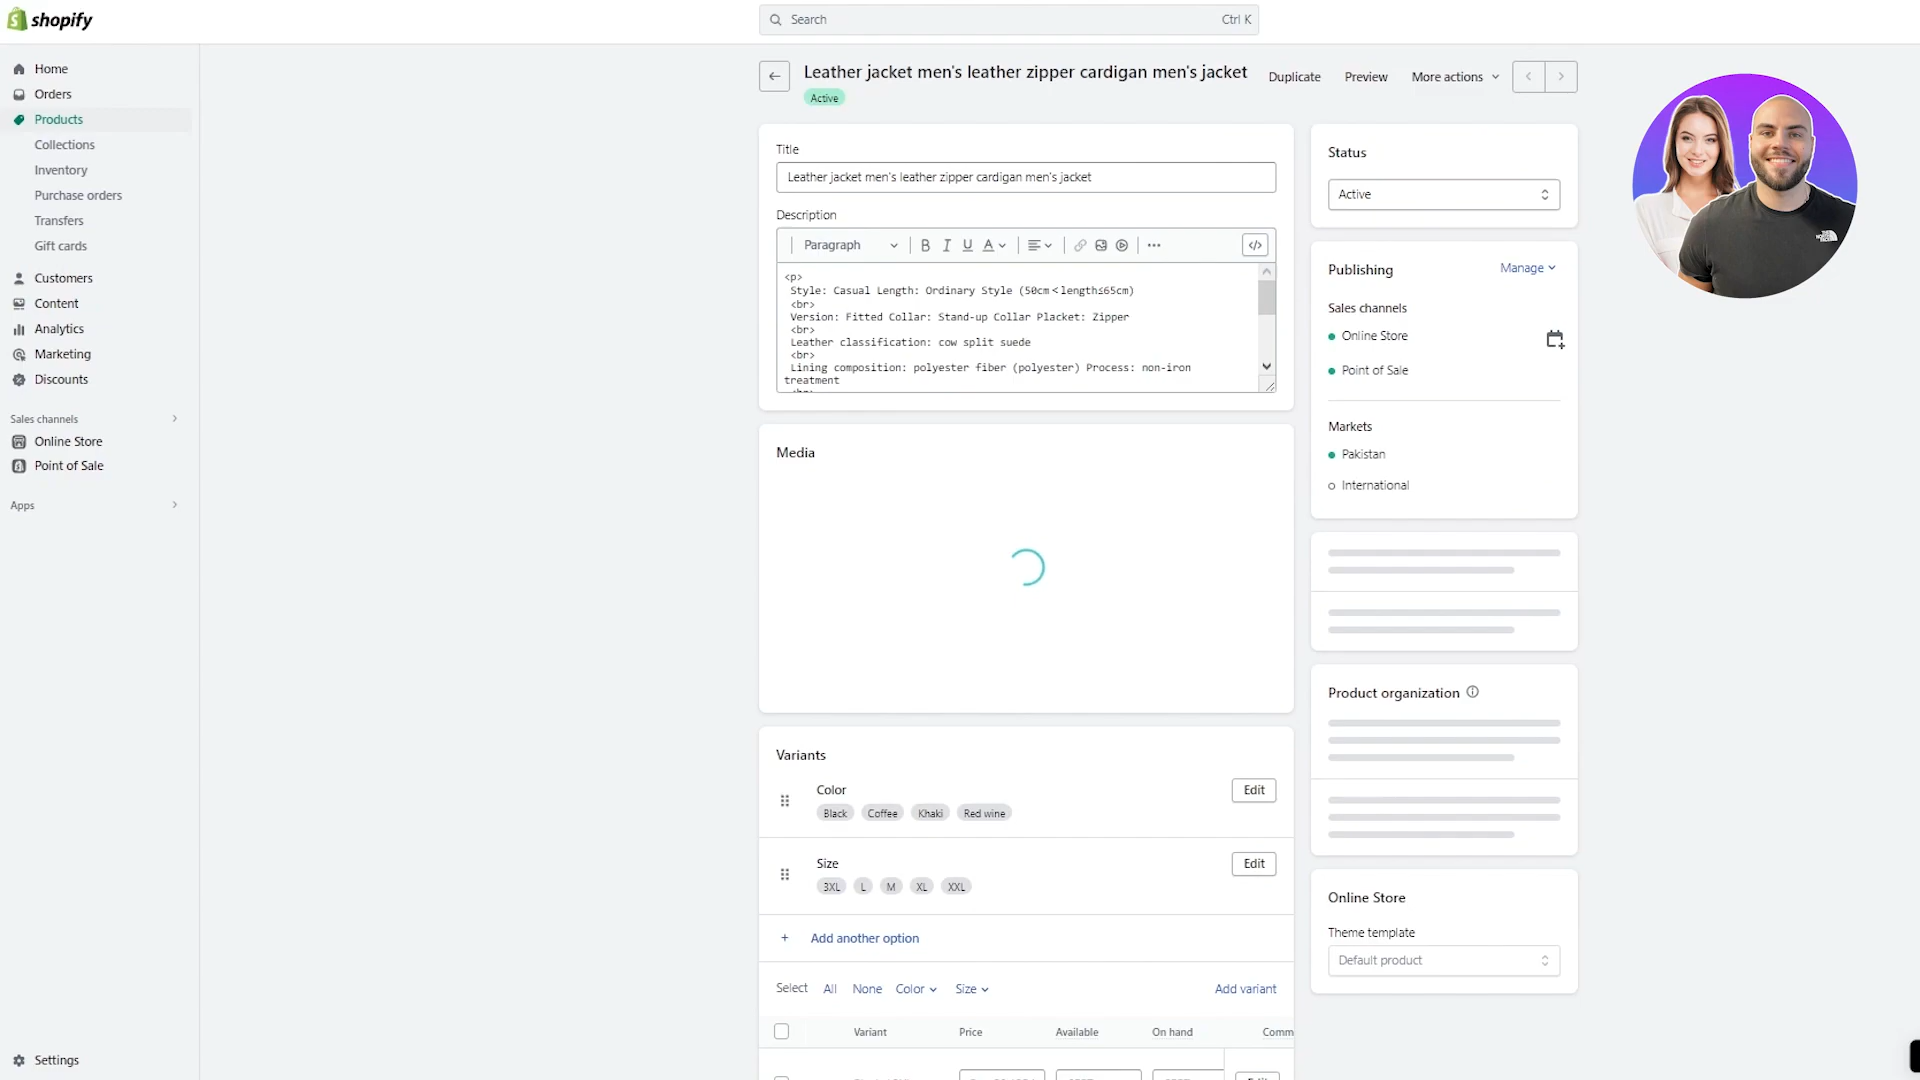 shopify
Search
Ctrl K
Home
Orders
Products
Collections
Inventory
Purchase orders
Transfers
Gift cards
Customers
Content
Analytics
Marketing
Discounts
Sales channels
Online Store
Point of Sale
Apps
Settings
Leather jacket men's leather zipper cardigan men's jacket
Active
Duplicate
Preview
More actions
Title
Leather jacket men's leather zipper cardigan men's jacket
Description
Paragraph
<p>
Style: Casual Length: Ordinary Style (50cm<length≤65cm)
<br>
Version: Fitted Collar: Stand-up Collar Placket: Zipper
<br>
Leather classification: cow split suede
<br>
Lining composition: polyester fiber (polyester) Process: non-iron
treatment
Media
Variants
Color
Edit
Black Coffee Khaki Red wine
Size
Edit
3XL L M XL XXL
+ Add another option
Select All None Color Size Add variant
Variant Price Available On hand Comm
Status
Active
Publishing
Manage
Sales channels
Online Store
Point of Sale
Markets
Pakistan
International
Product organization
Online Store
Theme template
Default product
THE NORTH FACE